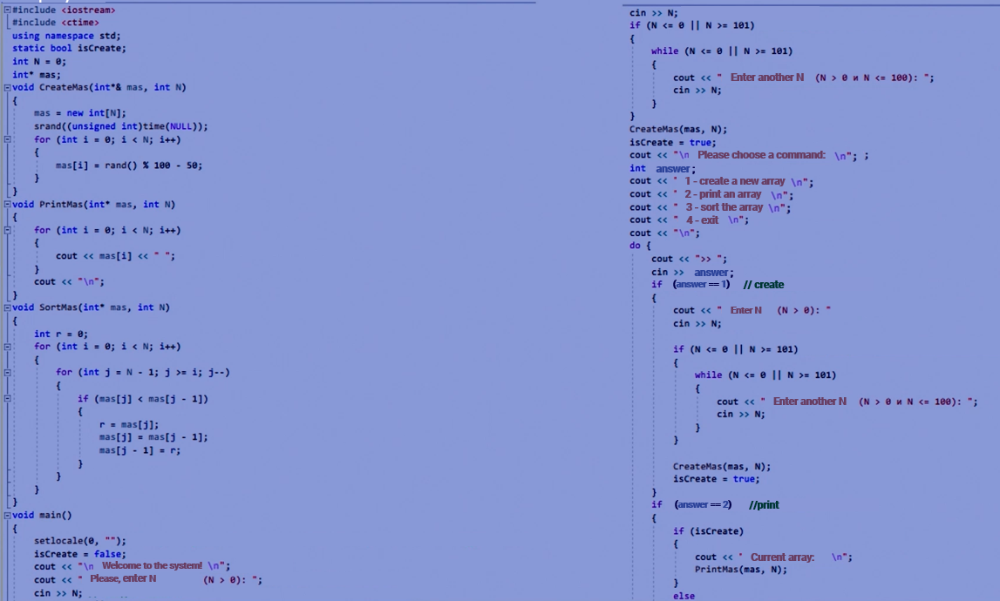 #include <iostream>
#include <ctime>
using namespace std;
static bool isCreate;
int N = 0;
int* mas;
void CreateMas(int*& mas, int N)
{
mas = new int[N];
srand((unsigned int)time(NULL));
for (int i = 0; i < N; i++)
{
mas[i] = rand() % 100 - 50;
}
}
void PrintMas(int* mas, int N)
{
for (int i = 0; i < N; i++)
{
cout << mas[i] << " ";
}
cout << "\n";
}
void SortMas(int* mas, int N)
{
int r = 0;
for (int i = 0; i < N; i++)
{
for (int j = N - 1; j >= i; j--)
{
if (mas[j] < mas[j - 1])
{
r = mas[j];
mas[j] = mas[j - 1];
mas[j - 1] = r;
}
}
}
}
void main()
{
setlocale(0, "");
isCreate = false;
cout << "\n Welcome to the system! \n";
cout << " Please, enter N (N > 0): ";
cin >> N;
cin >> N;
if (N <= 0 || N >= 101)
{
while (N <= 0 || N >= 101)
{
cout << " Enter another N (N > 0 и N <= 100): ";
cin >> N;
}
}
CreateMas(mas, N);
isCreate = true;
cout << "\n Please choose a command: \n"; ;
int answer;
cout << " 1 - create a new array \n";
cout << " 2 - print an array \n";
cout << " 3 - sort the array \n";
cout << " 4 - exit \n";
cout << "\n";
do {
cout << ">> ";
cin >> answer;
if (answer == 1) // create
{
cout << " Enter N (N > 0): "
cin >> N;
if (N <= 0 || N >= 101)
{
while (N <= 0 || N >= 101)
{
cout << " Enter another N (N > 0 и N <= 100): ";
cin >> N;
}
}
CreateMas(mas, N);
isCreate = true;
}
if (answer == 2) //print
{
if (isCreate)
{
cout << ' Current array: \n";
PrintMas(mas, N);
}
else